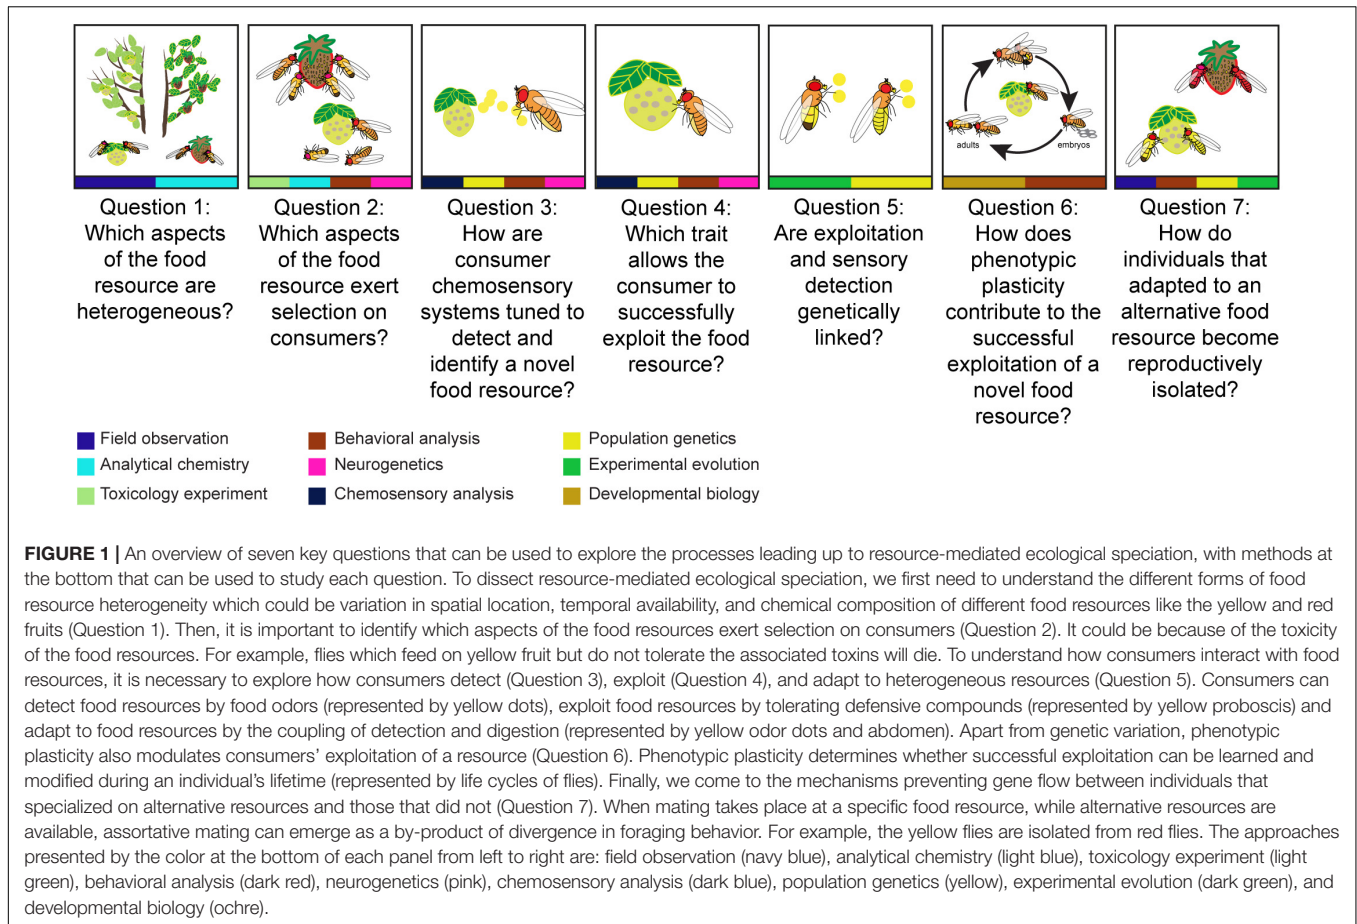 adults
embryos
Question 1:
Which aspects
of the food
resource are
heterogeneous?
Question 2:
Which aspects
of the food
resource exert
selection on
consumers?
Question 3:
How are
consumer
chemosensory
systems tuned to
detect and
identify a novel
food resource?
Question 4:
Which trait
allows the
consumer to
successfully
exploit the food
resource?
Question 5:
Are exploitation
and sensory
detection
genetically
linked?
Question 6:
How does
phenotypic
plasticity
contribute to the
successful
exploitation of a
novel food
resource?
Question 7:
How do
individuals that
adapted to an
alternative food
resource become
reproductively
isolated?
Field observation
Analytical chemistry
Toxicology experiment
Behavioral analysis
Neurogenetics
Chemosensory analysis
Population genetics
Experimental evolution
Developmental biology
FIGURE 1 | An overview of seven key questions that can be used to explore the processes leading up to resource-mediated ecological speciation, with methods at
the bottom that can be used to study each question. To dissect resource-mediated ecological speciation, we first need to understand the different forms of food
resource heterogeneity which could be variation in spatial location, temporal availability, and chemical composition of different food resources like the yellow and red
fruits (Question 1). Then, it is important to identify which aspects of the food resources exert selection on consumers (Question 2). It could be because of the toxicity
of the food resources. For example, flies which feed on yellow fruit but do not tolerate the associated toxins will die. To understand how consumers interact with food
resources, it is necessary to explore how consumers detect (Question 3), exploit (Question 4), and adapt to heterogeneous resources (Question 5). Consumers can
detect food resources by food odors (represented by yellow dots), exploit food resources by tolerating defensive compounds (represented by yellow proboscis) and
adapt to food resources by the coupling of detection and digestion (represented by yellow odor dots and abdomen). Apart from genetic variation, phenotypic
plasticity also modulates consumers’ exploitation of a resource (Question 6). Phenotypic plasticity determines whether successful exploitation can be learned and
modified during an individual’s lifetime (represented by life cycles of flies). Finally, we come to the mechanisms preventing gene flow between individuals that
specialized on alternative resources and those that did not (Question 7). When mating takes place at a specific food resource, while alternative resources are
available, assortative mating can emerge as a by-product of divergence in foraging behavior. For example, the yellow flies are isolated from red flies. The approaches
presented by the color at the bottom of each panel from left to right are: field observation (navy blue), analytical chemistry (light blue), toxicology experiment (light
green), behavioral analysis (dark red), neurogenetics (pink), chemosensory analysis (dark blue), population genetics (yellow), experimental evolution (dark green), and
developmental biology (ochre).